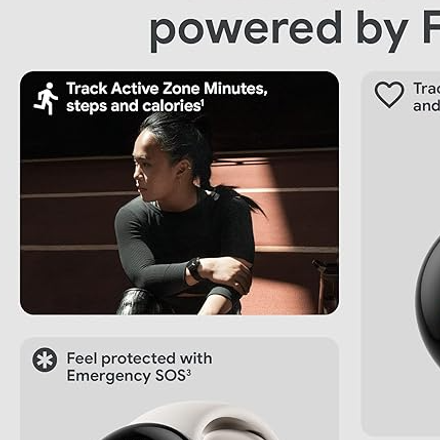 powered by F
Track Active Zone Minutes,
steps and calories¹
Trac
and
Feel protected with
Emergency SOS³